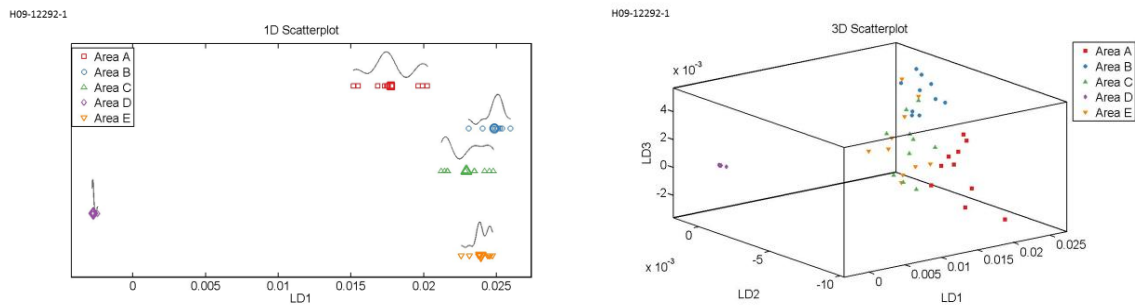 H09-12292-1
1D Scatterplot
Area A
Area B
Area C
Area D
Area E
0 0.005 0.01 0.015 0.02 0.025
LD1
H09-12292-1
3D Scatterplot
x 10⁻³
4
2
0
-2
LD3
Area A
Area B
Area C
Area D
Area E
0
-5
-10
x 10⁻³
LD2
0
0.005
0.01
0.015
0.02
0.025
LD1